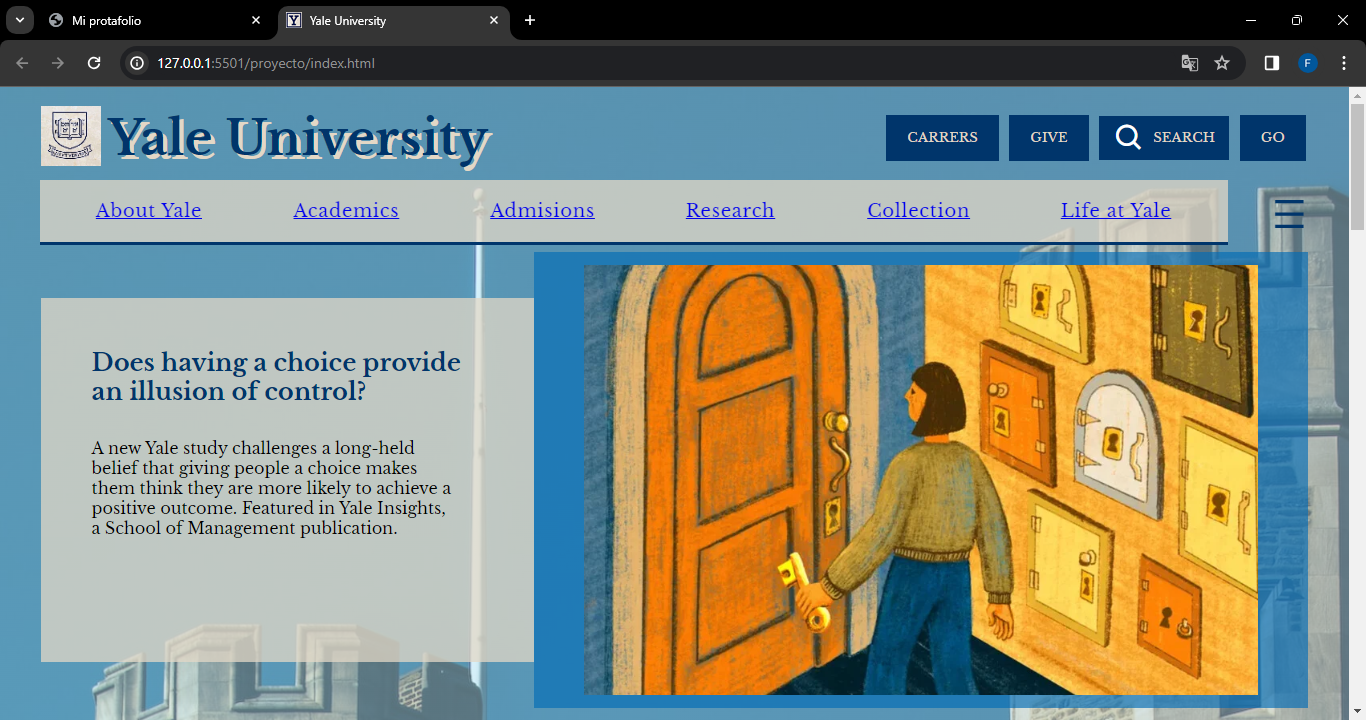 Mi protafolio
Yale University
127.0.0.1:5501/proyecto/index.html
F
Yale University
CARRERS
GIVE
SEARCH
GO
About Yale
Academics
Admisions
Research
Collection
Life at Yale
Does having a choice provide
an illusion of control?
A new Yale study challenges a long-held
belief that giving people a choice makes
them think they are more likely to achieve a
positive outcome. Featured in Yale Insights,
a School of Management publication.